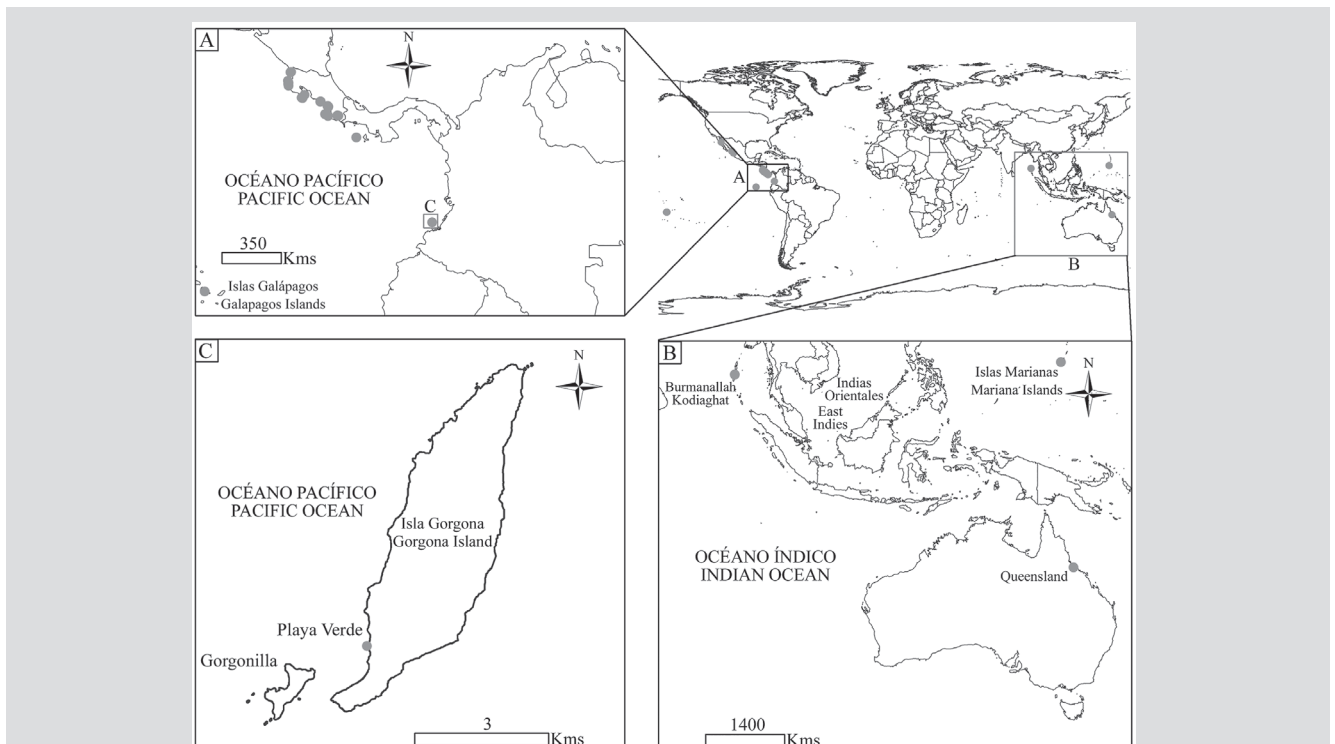 A
N
OCÉANO PACÍFICO
PACIFIC OCEAN
C
350
Kms
Islas Galápagos
Galapagos Islands
A
B
C
N
OCÉANO PACÍFICO
PACIFIC OCEAN
Isla Gorgona
Gorgona Island
Playa Verde
Gorgonilla
3
Kms
B
N
Burmanallah
Kodiaghat
Indias
Orientales
East
Indies
Islas Marianas
Mariana Islands
OCÉANO ÍNDICO
INDIAN OCEAN
Queensland
1400
Kms